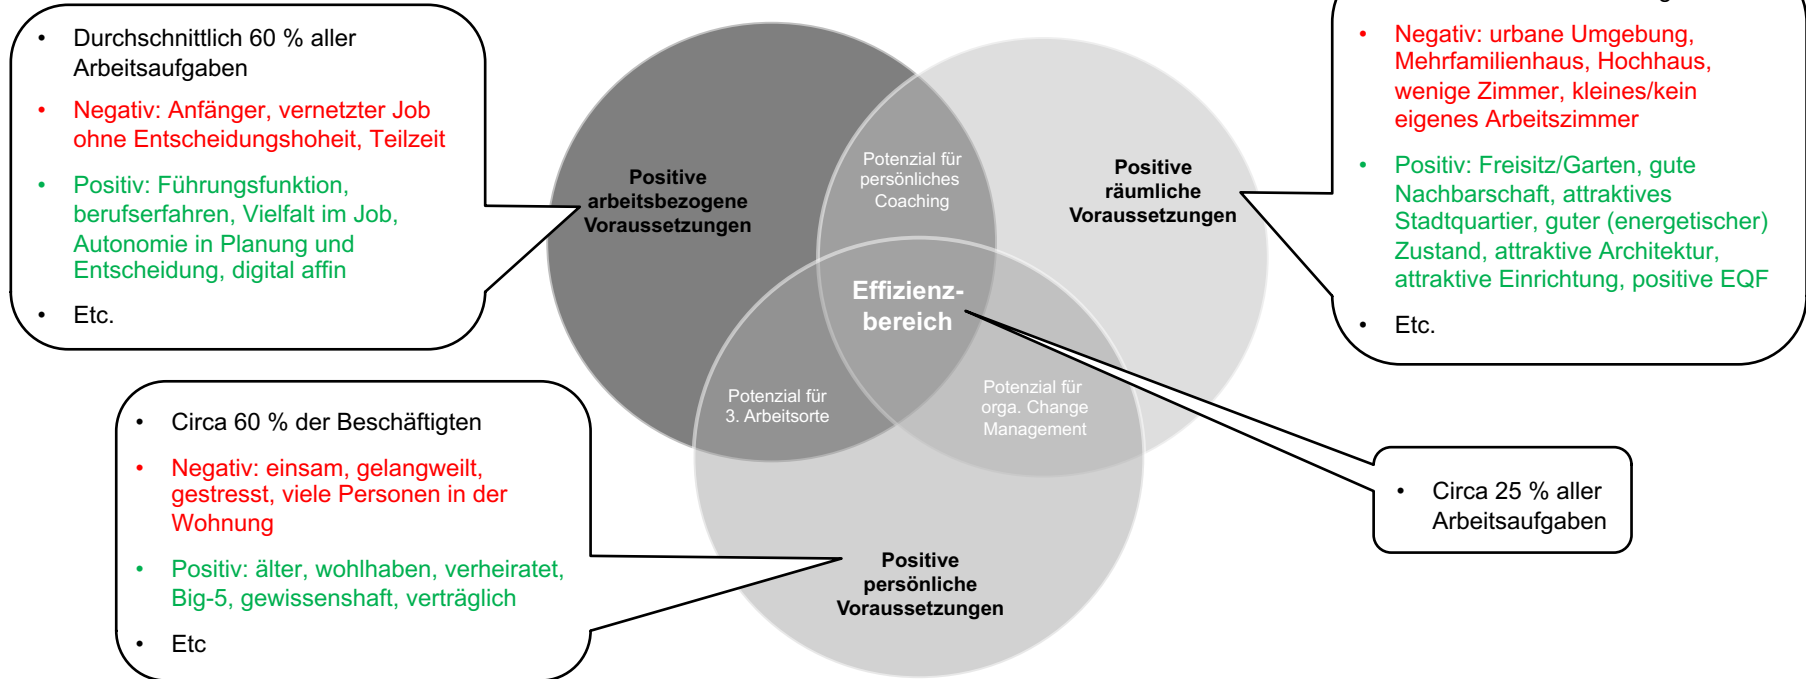 • Durchschnittlich 60 % aller
Arbeitsaufgaben
• Negativ: Anfänger, vernetzter Job
ohne Entscheidungshoheit, Teilzeit
• Positiv: Führungsfunktion,
berufserfahren, Vielfalt im Job,
Autonomie in Planung und
Entscheidung, digital affin
• Etc.
Positive
arbeitsbezogene
Voraussetzungen
Potenzial für
persönliches
Coaching
Positive
räumliche
Voraussetzungen
• Negativ: urbane Umgebung,
Mehrfamilienhaus, Hochhaus,
wenige Zimmer, kleines/kein
eigenes Arbeitszimmer
• Positiv: Freisitz/Garten, gute
Nachbarschaft, attraktives
Stadtquartier, guter (energetischer)
Zustand, attraktive Architektur,
attraktive Einrichtung, positive EQF
• Etc.
Effizienz-
bereich
Potenzial für
3. Arbeitsorte
Potenzial für
orga. Change
Management
• Circa 60 % der Beschäftigten
• Negativ: einsam, gelangweilt,
gestresst, viele Personen in der
Wohnung
• Positiv: älter, wohlhaben, verheiratet,
Big-5, gewissenshaft, verträglich
• Etc
Positive
persönliche
Voraussetzungen
• Circa 25 % aller
Arbeitsaufgaben